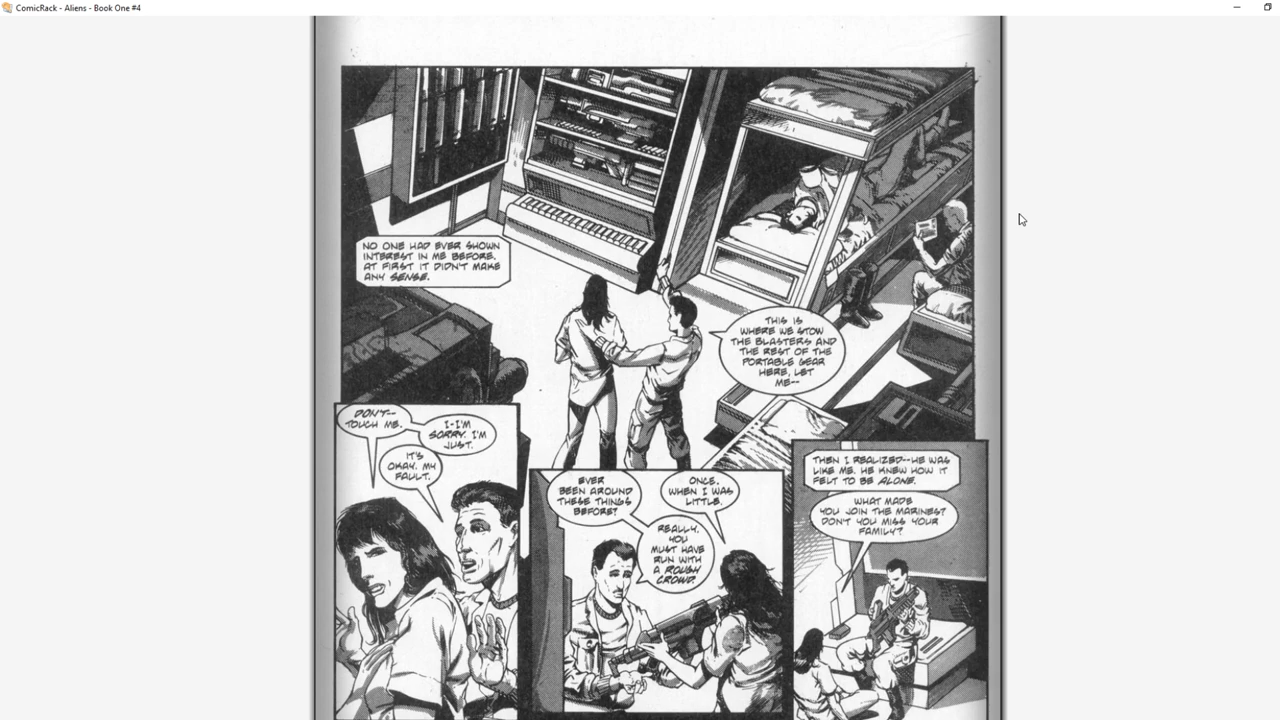 ComicRack - Aliens - Book One #4
NO ONE HAD EVER SHOWN
INTEREST IN ME BEFORE.
AT FIRST IT DIDN'T MAKE
ANY SENSE.
THIS IS
WHERE WE STOW
THE BLASTERS AND
THE REST OF THE
PORTABLE GEAR
HERE, LET
ME--
DON'T--
TOUCH ME.
I-I'M
SORRY. I'M
JUST.
IT'S
OKAY. MY
FAULT.
EVER
BEEN AROUND
THESE THINGS
BEFORE?
ONCE.
WHEN I WAS
LITTLE.
REALLY.
YOU
MUST HAVE
RUN WITH
A ROUGH
CROWD.
THEN I REALIZED--HE WAS
LIKE ME. HE KNEW HOW IT
FELT TO BE ALONE.
WHAT MADE
YOU JOIN THE MARINES?
DON'T YOU MISS YOUR
FAMILY?